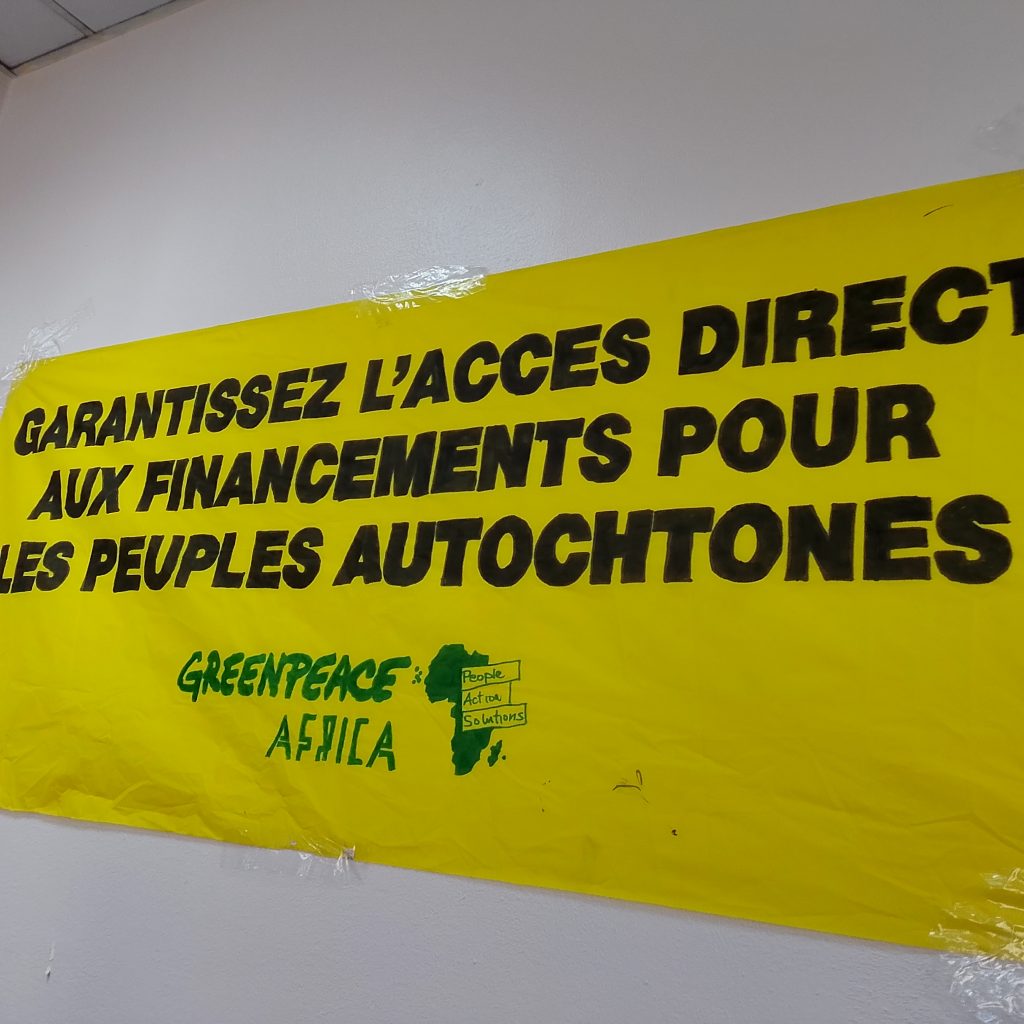 GARANTISSEZ L'ACCES DIRECT
AUX FINANCEMENTS POUR
LES PEUPLES AUTOCHTONES
GREENPEACE
AFRICA
People
Action
Solutions